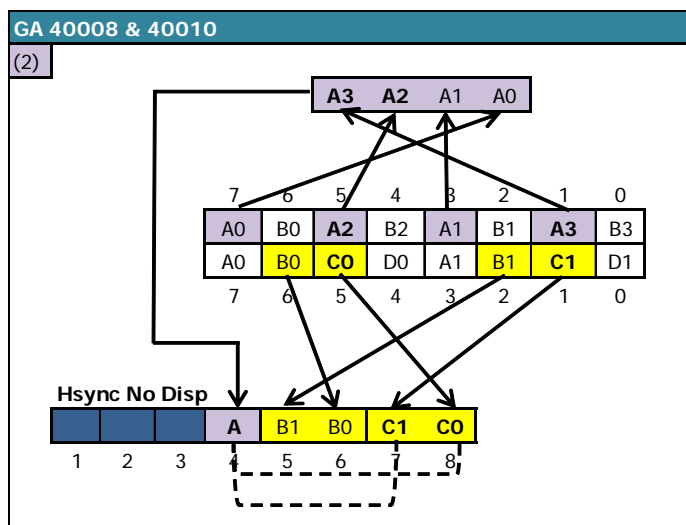 GA 40008 & 40010
(2)
A3 A2 A1 A0
7 6 5 4 3 2 1 0
A0 B0 A2 B2 A1 B1 A3 B3
A0 B0 C0 D0 A1 B1 C1 D1
7 6 5 4 3 2 1 0
Hsync No Disp
A B1 B0 C1 C0
1 2 3 4 5 6 7 8